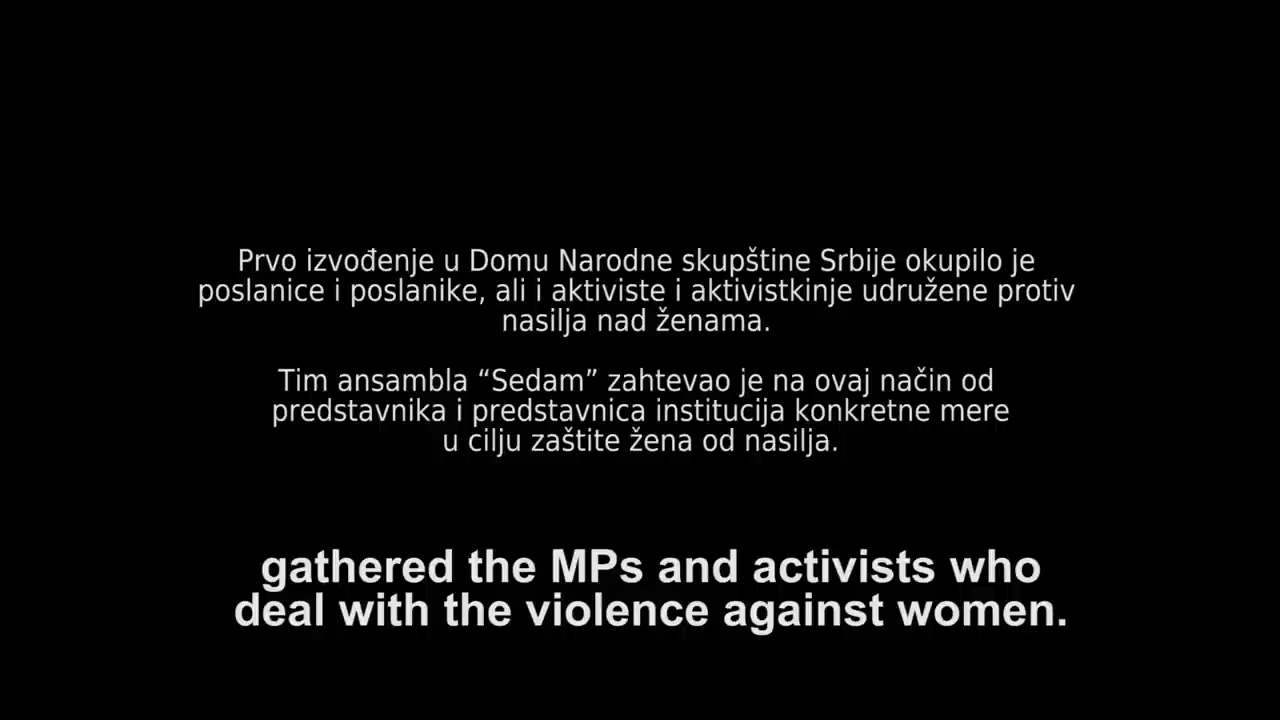 Prvo izvođenje u Domu Narodne skupštine Srbije okupilo je
poslanice i poslanike, ali i aktiviste i aktivistkinje udružene protiv
nasilja nad ženama.
Tim ansambla “Sedam” zahtevao je na ovaj način od
predstavnika i predstavnica institucija konkretne mere
u cilju zaštite žena od nasilja.
gathered the MPs and activists who
deal with the violence against women.